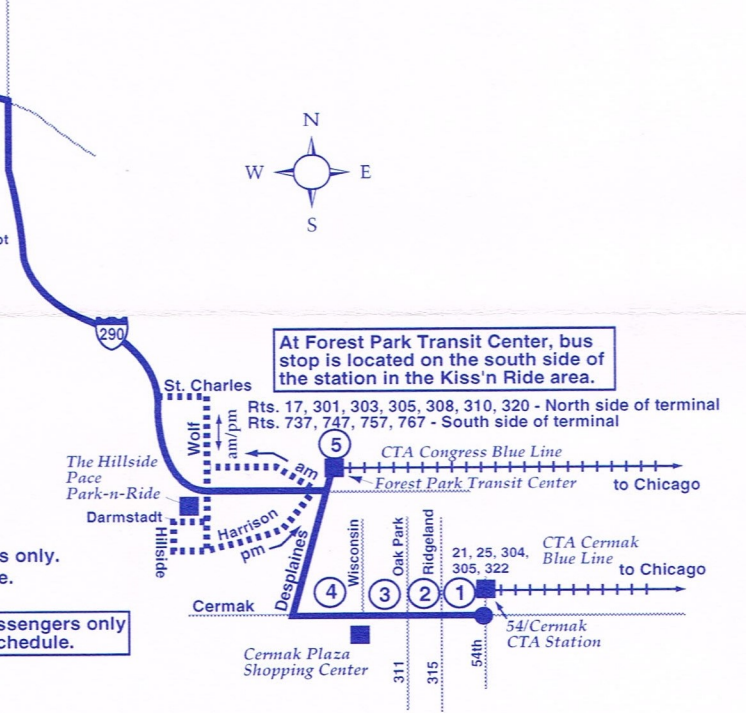 N
W E
S
ot
290
At Forest Park Transit Center, bus
stop is located on the south side of
the station in the Kiss'n Ride area.
St. Charles
Rts. 17, 301, 303, 305, 308, 310, 320 - North side of terminal
Rts. 737, 747, 757, 767 - South side of terminal
Wolf
am/pm
5
CTA Congress Blue Line
am
The Hillside
Pace
Park-n-Ride
Forest Park Transit Center
to Chicago
Darmstadt
Harrison
pm
Hillside
Desplaines
Wisconsin
Oak Park
Ridgeland
21, 25, 304,
305, 322
CTA Cermak
Blue Line
to Chicago
s only.
e.
4
3
2
1
Cermak
ssengers only
chedule.
54/Cermak
CTA Station
Cermak Plaza
Shopping Center
311
315
54th